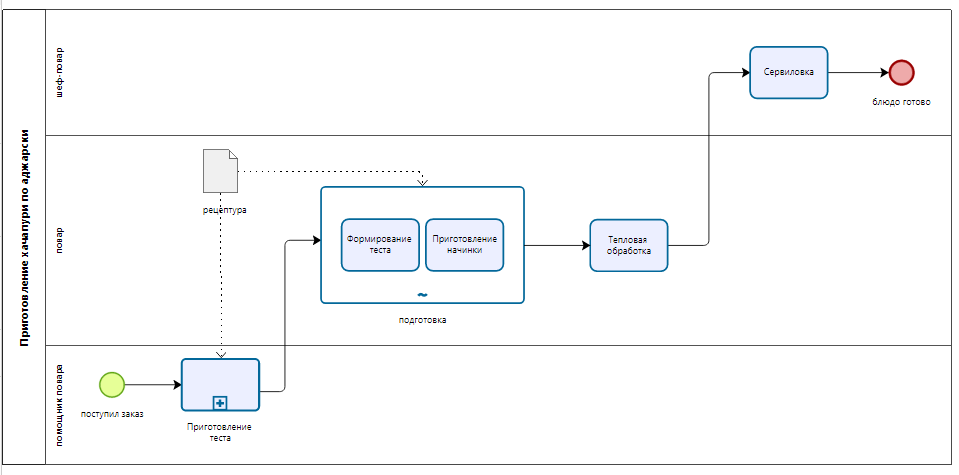 Приготовление хачапури по аджарски
шеф-повар
Сервиловка
блюдо готово
повар
рецептура
Формирование
теста
Приготовление
начинки
подготовка
Тепловая
обработка
помощник повара
поступил заказ
Приготовление
теста